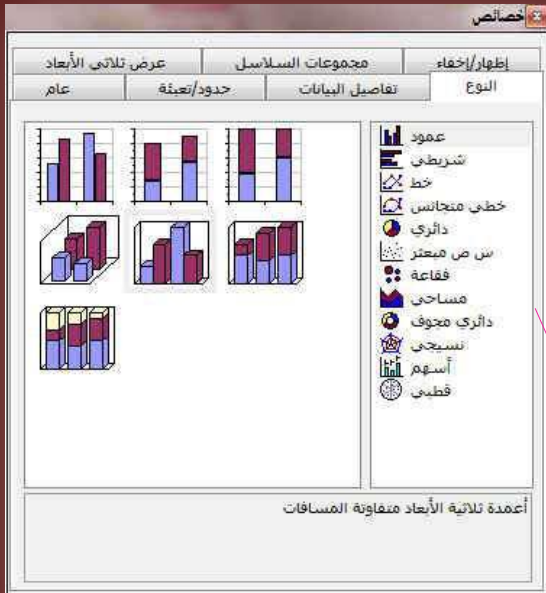 خصائص
إظهار/إخفاء مجموعات السلاسل عرض ثلاثي الأبعاد
النوع تفاصيل البيانات حدود/تعبئة عام
عمود
شريطي
خط
خطي متجانس
دائري
س ص مبعثر
فقاعة
مساحي
دائري مجوف
نسيجي
أسهم
قطبي
أعمدة ثلاثية الأبعاد متفاوتة المسافات